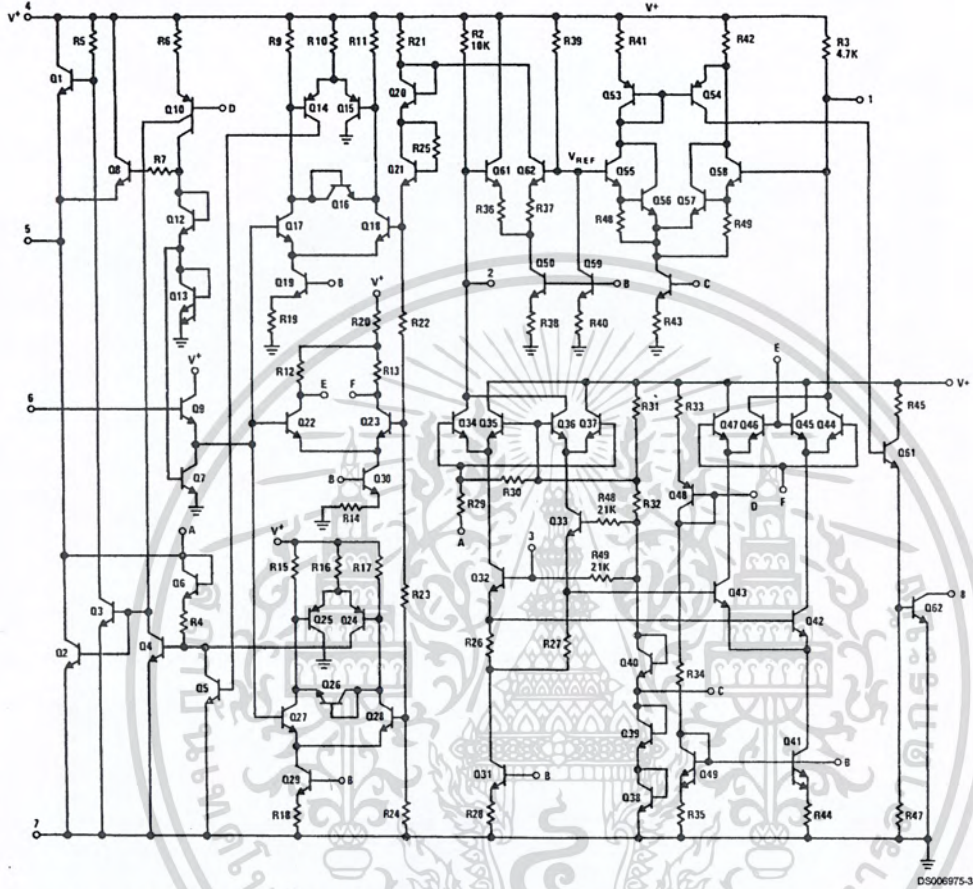 4 V+ V+
R5 R6 R9 R10 R11 R21 R2 10K R39 R41 R42 R3 4.7K
Q1 Q10 D Q14 Q15 Q20 Q53 Q54 1
Q8 R7 R25 Q21 Q61 Q62 VREF Q55 Q58
Q12 Q16 R36 R37 Q56 Q57
5 Q17 Q18 R48 R49
Q13 Q19 B 2 Q50 Q59 B C
V+ R19 R20 R22 R38 R40 R43
V+ R12 R13 E V+
6 E F R31 R33 R45
Q9 Q22 Q23 Q34 Q35 Q36 Q37 Q47 Q46 Q45 Q44 Q61
B Q30 R30 Q48 F
Q7 R14 R29 R48 21K R32 D
A V+ A Q33
R15 R16 R17 3 R49 21K
Q6 Q32 Q43 8
R4 R23 Q62
Q3 Q25 Q24 R26 R27 Q42
Q2 Q4 Q40 R34
Q5 Q26 C
Q27 Q28 Q39 Q41
Q31 B Q49 B
Q29 B Q38
7 R18 R24 R28 R35 R44 R47
DS006975-3